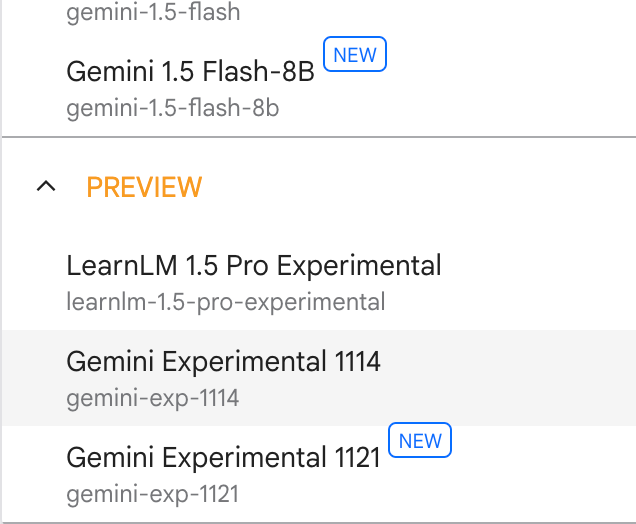 gemini-1.5-flash
Gemini 1.5 Flash-8B NEW
gemini-1.5-flash-8b
PREVIEW
LearnLM 1.5 Pro Experimental
learnlm-1.5-pro-experimental
Gemini Experimental 1114
gemini-exp-1114
Gemini Experimental 1121 NEW
gemini-exp-1121